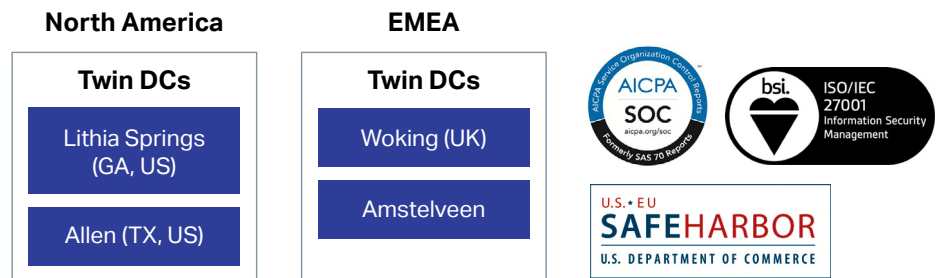 North America
Twin DCs
Lithia Springs
(GA, US)
Allen (TX, US)
EMEA
Twin DCs
Woking (UK)
Amstelveen
AICPA Service Organization Control Reports
AICPA
SOC
aicpa.org/soc
Formerly SAS 70 Reports
bsi.
ISO/IEC
27001
Information Security
Management
U.S.★EU
SAFEHARBOR
U.S. DEPARTMENT OF COMMERCE